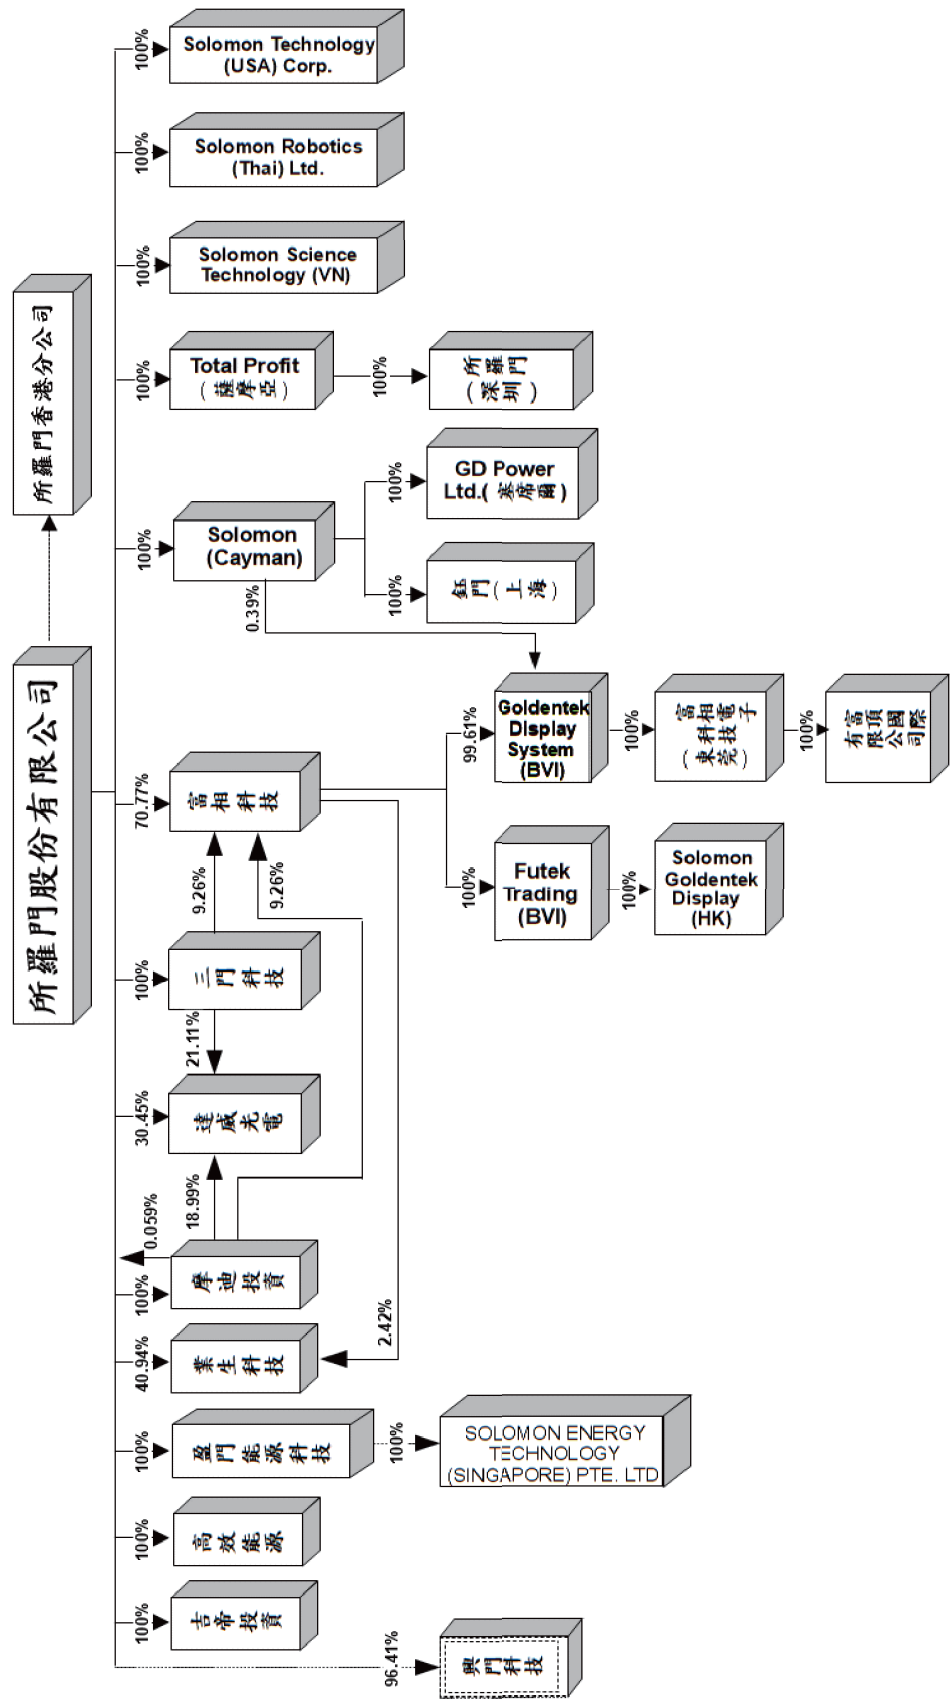 所羅門股份有限公司
所羅門香港分公司
100%
Solomon Technology
(USA) Corp.
100%
Solomon Robotics
(Thai) Ltd.
100%
Solomon Science
Technology (VN)
100%
Total Profit
(薩摩亞)
100%
所羅門
(深圳)
100%
Solomon
(Cayman)
100%
GD Power
Ltd.(塞席爾)
100%
鈺門(上海)
0.39%
70.77%
富相科技
99.61%
Goldentek
Display
System
(BVI)
100%
富相電子
科技
(東莞)
100%
富頂國際
有限公司
100%
Futek
Trading
(BVI)
100%
Solomon
Goldentek
Display
(HK)
9.26%
9.26%
100%
三門科技
21.11%
30.45%
達威光電
18.99%
0.059%
100%
摩迪投資
2.42%
40.94%
業生科技
100%
盈門能源科技
100%
SOLOMON ENERGY
TECHNOLOGY
(SINGAPORE) PTE. LTD
100%
高效能源
100%
吉帝投資
96.41%
興門科技